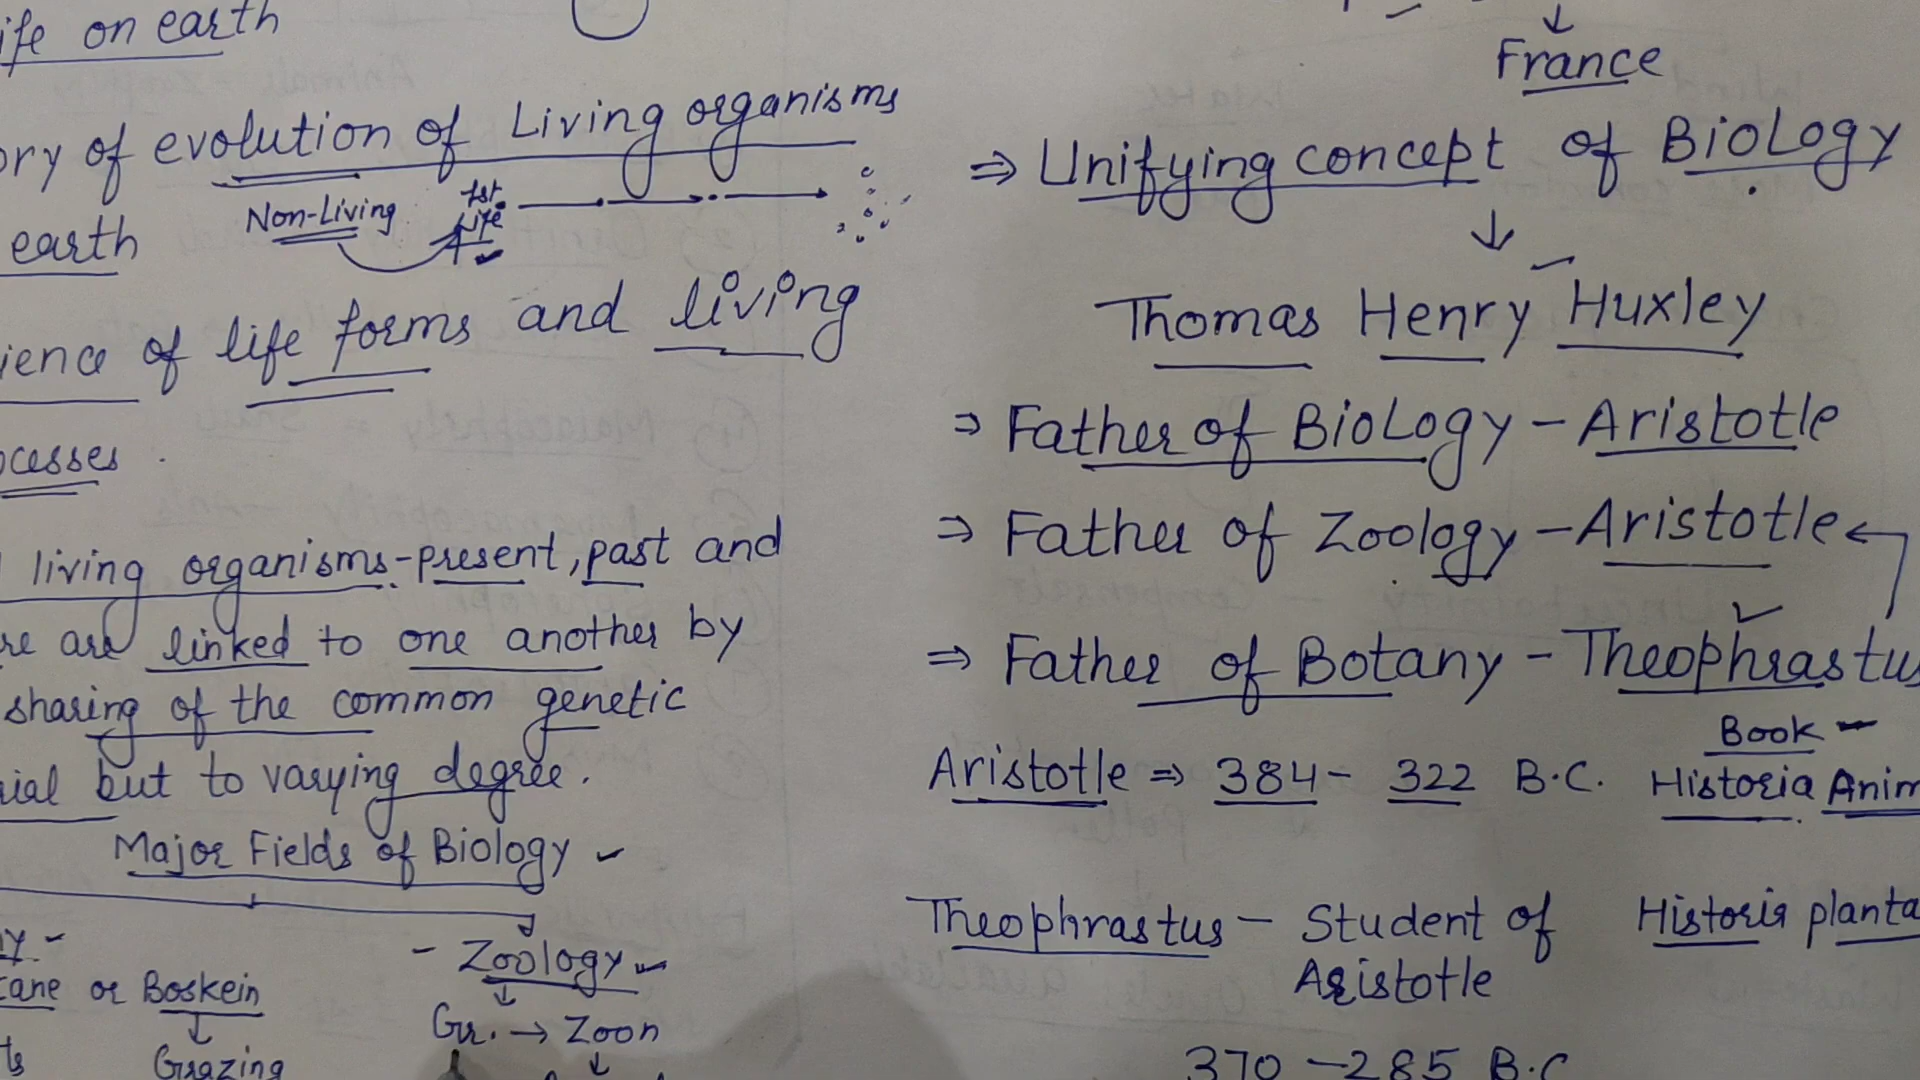 ife on earth
ory of evolution of Living organisms
Non-Living 1st Life
earth
ience of life forms and living
ocesses.
living organisms-present, past and
re are linked to one another by
sharing of the common genetic
rial but to varying degree.
Major Fields of Biology
y - - Zoology
tane or Boskein
Gr. → Zoon
ts Grazing
France
⇒ Unifying concept of BioLogy
Thomas Henry Huxley
⇒ Father of BioLogy - Aristotle
⇒ Father of Zoology - Aristotle
⇒ Father of Botany - Theophrastus
Book -
Aristotle ⇒ 384 - 322 B.C. Historia Anim
Theophrastus - Student of Historia planta
Aristotle
370 - 285 B.C